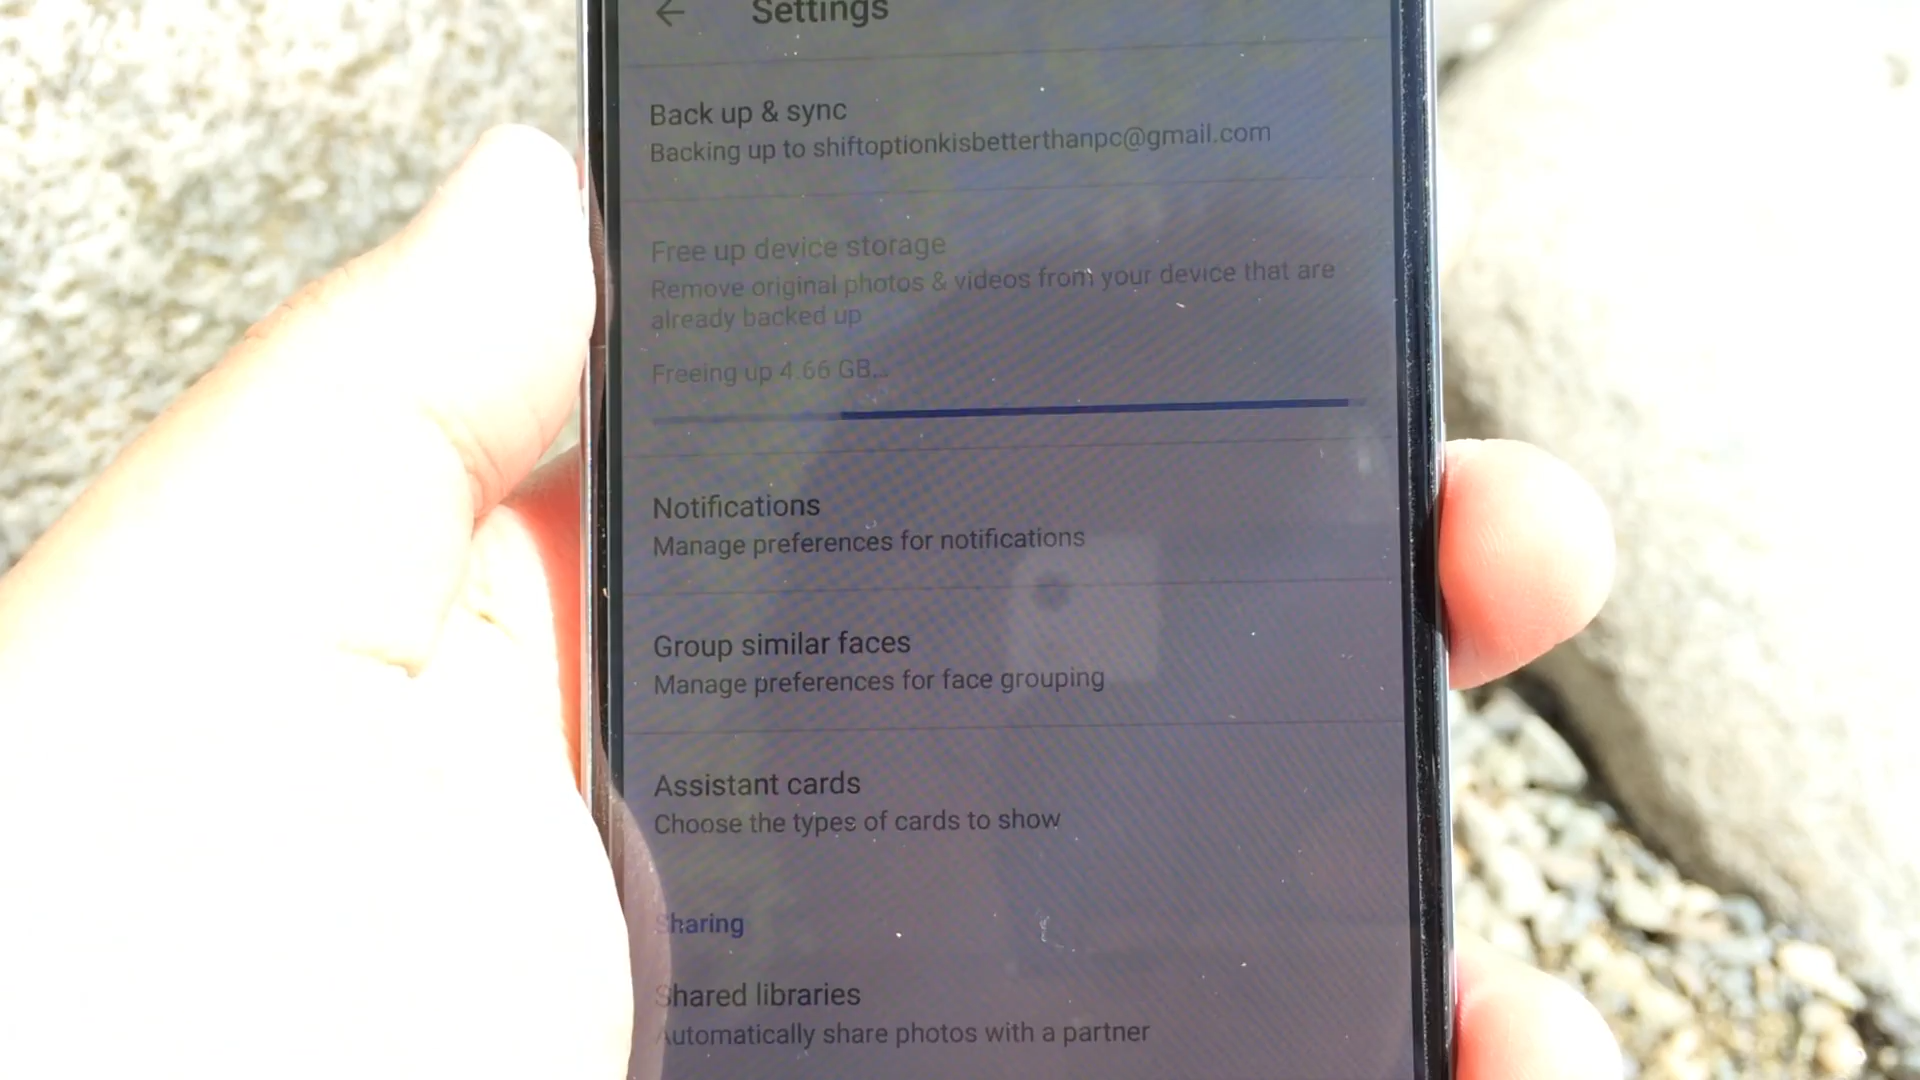 Settings
Back up & sync
Backing up to shiftoptionkisbetterthanpc@gmail.com
Free up device storage
Remove original photos & videos from your device that are
already backed up
Freeing up 4.66 GB...
Notifications
Manage preferences for notifications
Group similar faces
Manage preferences for face grouping
Assistant cards
Choose the types of cards to show
Sharing
Shared libraries
Automatically share photos with a partner